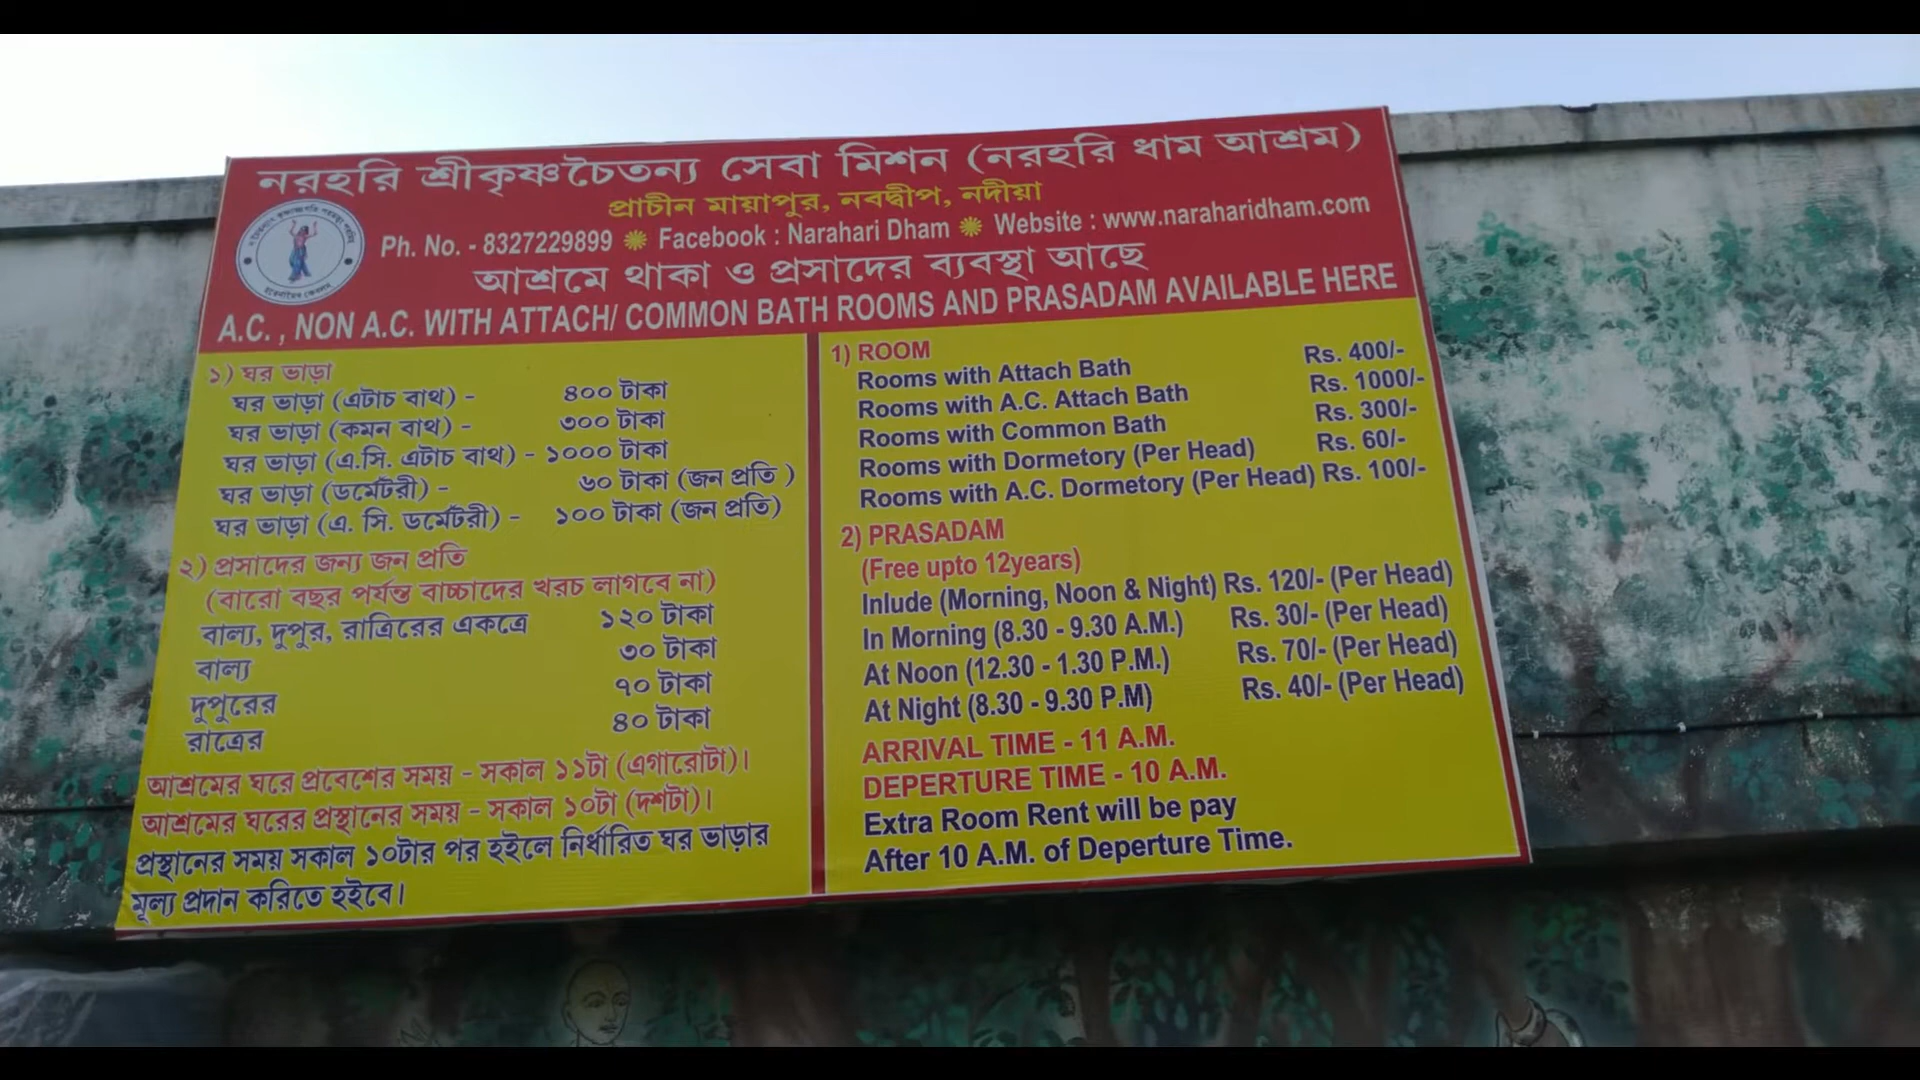 নরহরি শ্রীকৃষ্ণচৈতন্য সেবা মিশন (নরহরি ধাম আশ্রম)
প্রাচীন মায়াপুর, নবদ্বীপ, নদীয়া
Ph. No. - 8327229899 Facebook : Narahari Dham Website : www.naraharidham.com
আশ্রমে থাকা ও প্রসাদের ব্যবস্থা আছে
A.C. , NON A.C. WITH ATTACH/ COMMON BATH ROOMS AND PRASADAM AVAILABLE HERE
১) ঘর ভাড়া
ঘর ভাড়া (এটাচ বাথ) - ৪০০ টাকা
ঘর ভাড়া (কমন বাথ) - ৩০০ টাকা
ঘর ভাড়া (এ.সি. এটাচ বাথ) - ১০০০ টাকা
ঘর ভাড়া (ডর্মেটরী) - ৬০ টাকা (জন প্রতি )
ঘর ভাড়া (এ. সি. ডর্মেটরী) - ১০০ টাকা (জন প্রতি)
২) প্রসাদের জন্য জন প্রতি
(বারো বছর পর্যন্ত বাচ্চাদের খরচ লাগবে না)
বাল্য, দুপুর, রাত্রিরের একত্রে ১২০ টাকা
বাল্য ৩০ টাকা
দুপুরের ৭০ টাকা
রাত্রের ৪০ টাকা
আশ্রমের ঘরে প্রবেশের সময় - সকাল ১১টা (এগারোটা)।
আশ্রমের ঘরের প্রস্থানের সময় - সকাল ১০টা (দশটা)।
প্রস্থানের সময় সকাল ১০টার পর হইলে নির্ধারিত ঘর ভাড়ার
মূল্য প্রদান করিতে হইবে।
1) ROOM
Rooms with Attach Bath Rs. 400/-
Rooms with A.C. Attach Bath Rs. 1000/-
Rooms with Common Bath Rs. 300/-
Rooms with Dormetory (Per Head) Rs. 60/-
Rooms with A.C. Dormetory (Per Head) Rs. 100/-
2) PRASADAM
(Free upto 12years)
Inlude (Morning, Noon & Night) Rs. 120/- (Per Head)
In Morning (8.30 - 9.30 A.M.) Rs. 30/- (Per Head)
At Noon (12.30 - 1.30 P.M.) Rs. 70/- (Per Head)
At Night (8.30 - 9.30 P.M) Rs. 40/- (Per Head)
ARRIVAL TIME - 11 A.M.
DEPERTURE TIME - 10 A.M.
Extra Room Rent will be pay
After 10 A.M. of Deperture Time.